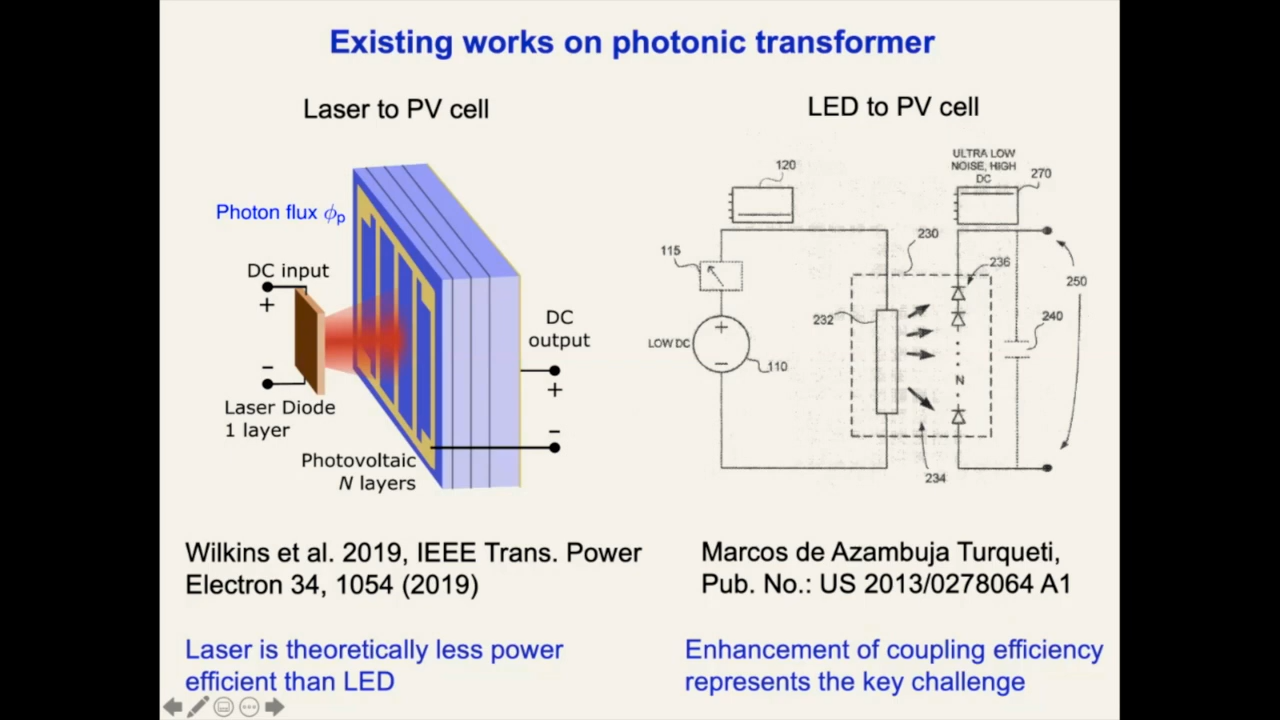 Existing works on photonic transformer
Laser to PV cell
Photon flux ϕp
DC input
+
−
Laser Diode
1 layer
Photovoltaic
N layers
DC
output
+
−
Wilkins et al. 2019, IEEE Trans. Power
Electron 34, 1054 (2019)
Laser is theoretically less power
efficient than LED
LED to PV cell
120
ULTRA LOW
NOISE, HIGH
DC
270
115
230
236
250
232
240
LOW DC
+
−
110
N
234
Marcos de Azambuja Turqueti,
Pub. No.: US 2013/0278064 A1
Enhancement of coupling efficiency
represents the key challenge